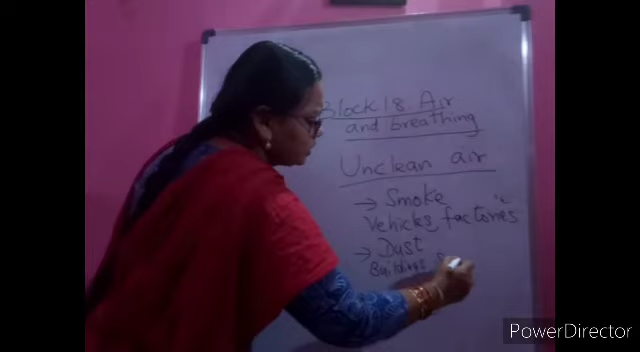 Block 18. Air
and breathing
Unclean air
→ Smoke
Vehicles, factories
→ Dust
Buildings
PowerDirector